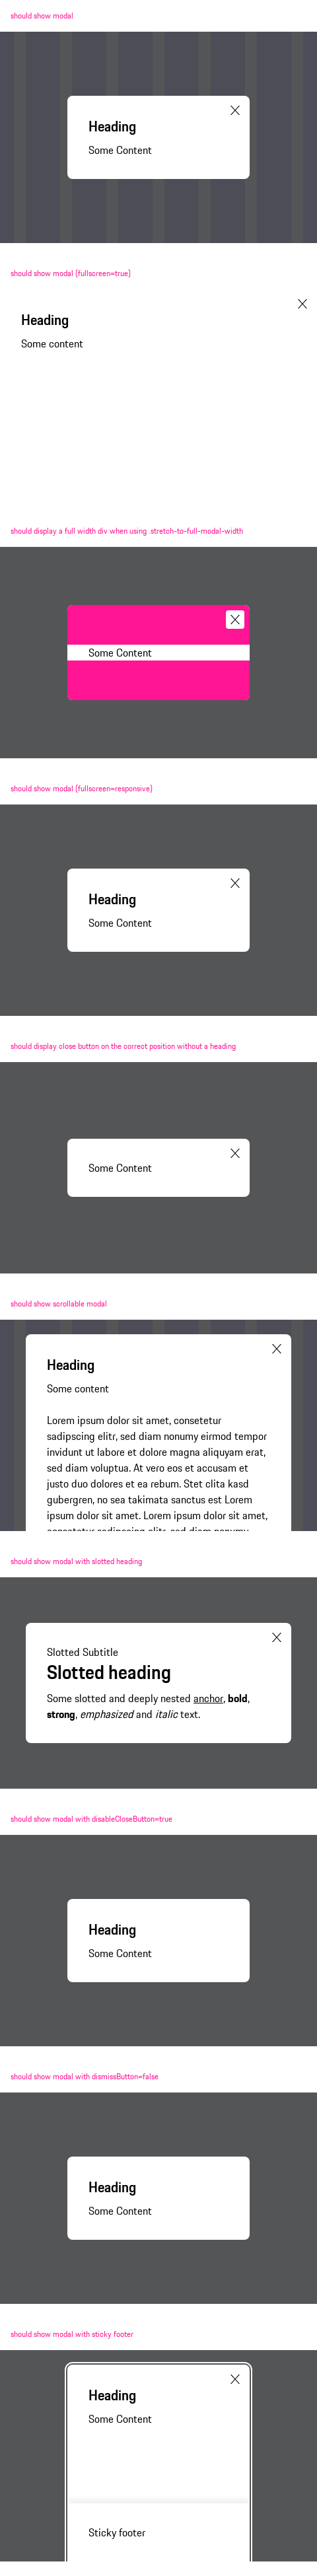 should show modal
Heading
Some Content
should show modal (fullscreen=true)
Heading
Some content
should display a full width div when using .stretch-to-full-modal-width
Some Content
should show modal (fullscreen=responsive)
Heading
Some Content
should display close button on the correct position without a heading
Some Content
should show scrollable modal
Heading
Some content
Lorem ipsum dolor sit amet, consetetur
sadipscing elitr, sed diam nonumy eirmod tempor
invidunt ut labore et dolore magna aliquyam erat,
sed diam voluptua. At vero eos et accusam et
justo duo dolores et ea rebum. Stet clita kasd
gubergren, no sea takimata sanctus est Lorem
ipsum dolor sit amet. Lorem ipsum dolor sit amet,
consetetur sadipscing elitr, sed diam nonumy
should show modal with slotted heading
Slotted Subtitle
Slotted heading
Some slotted and deeply nested anchor, bold,
strong, emphasized and italic text.
should show modal with disableCloseButton=true
Heading
Some Content
should show modal with dismissButton=false
Heading
Some Content
should show modal with sticky footer
Heading
Some Content
Sticky footer